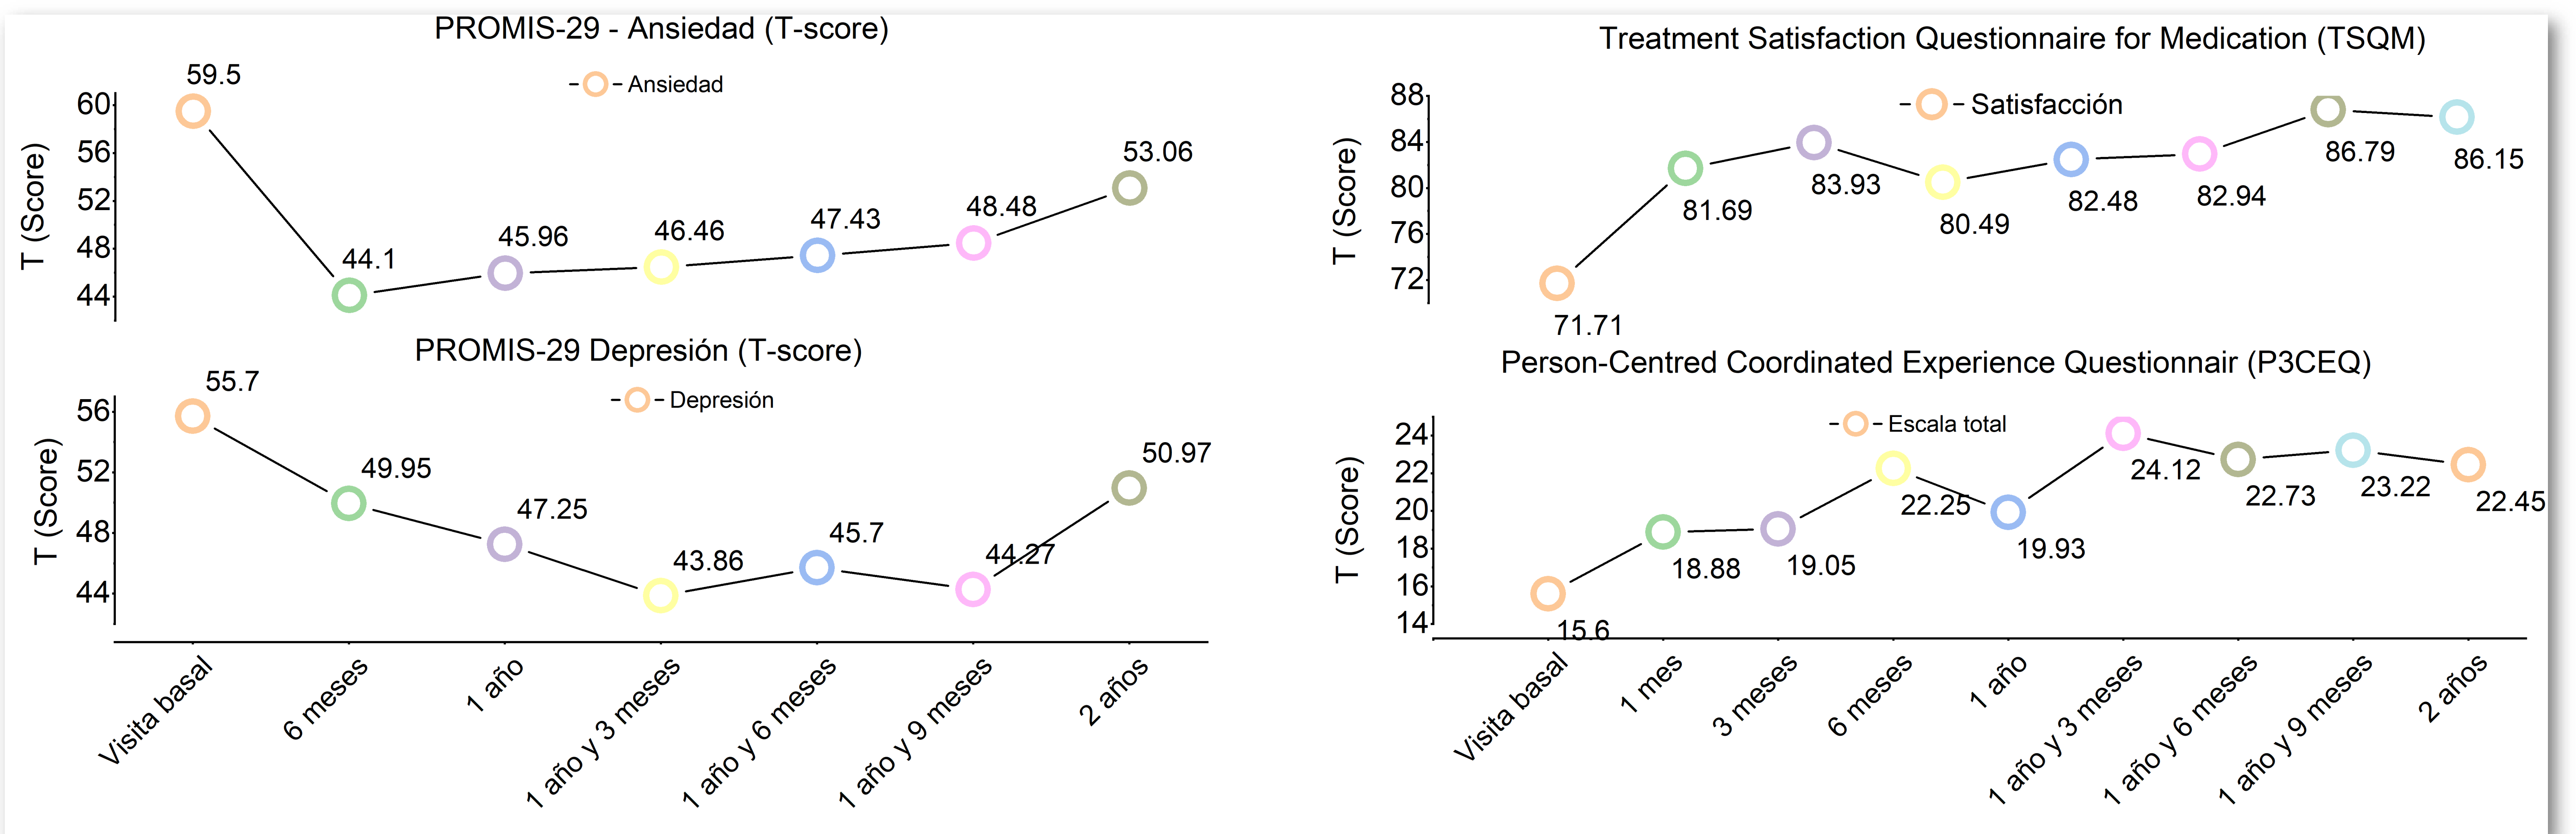 PROMIS-29 - Ansiedad (T-score)
Ansiedad
T (Score)
60
56
52
48
44
59.5
44.1
45.96
46.46
47.43
48.48
53.06
PROMIS-29 Depresión (T-score)
Depresión
T (Score)
56
52
48
44
55.7
49.95
47.25
43.86
45.7
44.27
50.97
Visita basal
6 meses
1 año
1 año y 3 meses
1 año y 6 meses
1 año y 9 meses
2 años
Treatment Satisfaction Questionnaire for Medication (TSQM)
Satisfacción
T (Score)
88
84
80
76
72
71.71
81.69
83.93
80.49
82.48
82.94
86.79
86.15
Person-Centred Coordinated Experience Questionnair (P3CEQ)
Escala total
T (Score)
24
22
20
18
16
14
15.6
18.88
19.05
22.25
19.93
24.12
22.73
23.22
22.45
Visita basal
1 mes
3 meses
6 meses
1 año
1 año y 3 meses
1 año y 6 meses
1 año y 9 meses
2 años